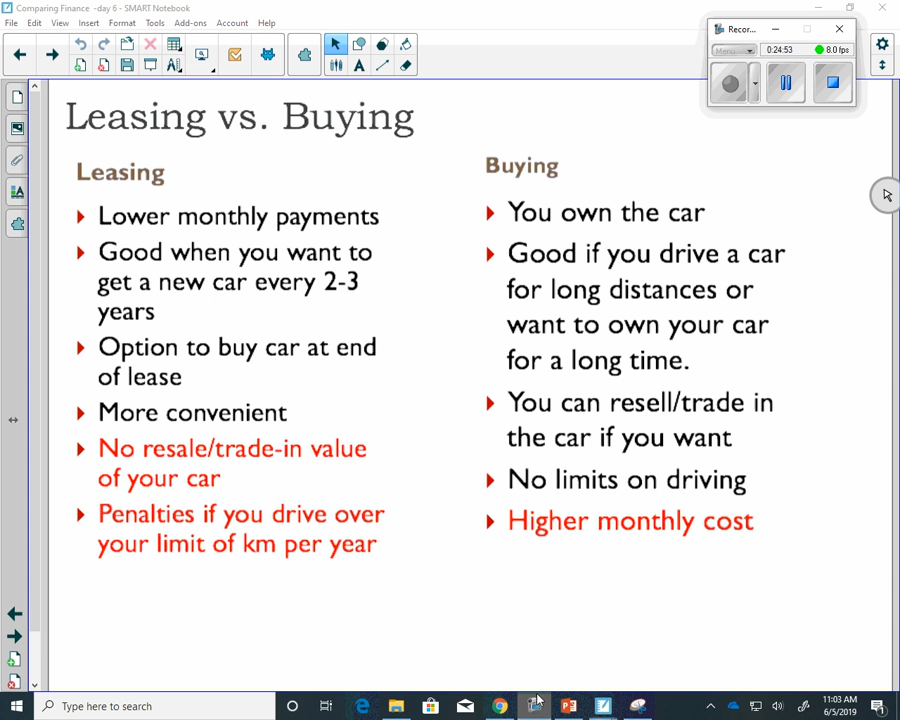 Comparing Finance -day 6 - SMART Notebook
File Edit View Insert Format Tools Add-ons Account Help
Recor...
Menu
0:24:53
8.0 fps
Leasing vs. Buying
Leasing
Lower monthly payments
Good when you want to
get a new car every 2-3
years
Option to buy car at end
of lease
More convenient
No resale/trade-in value
of your car
Penalties if you drive over
your limit of km per year
Buying
You own the car
Good if you drive a car
for long distances or
want to own your car
for a long time.
You can resell/trade in
the car if you want
No limits on driving
Higher monthly cost
Type here to search
11:03 AM
6/5/2019